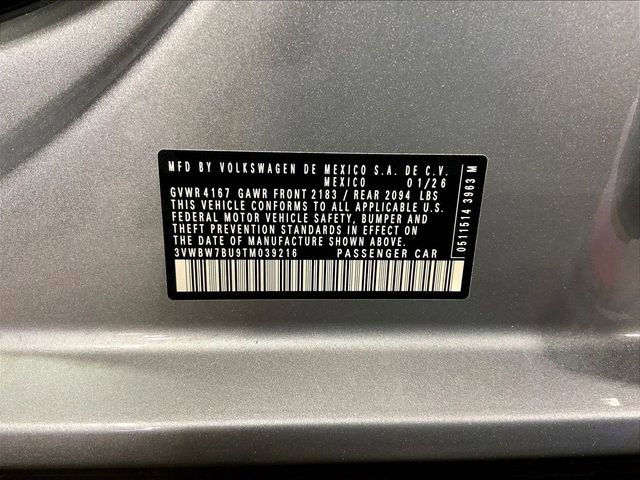 MFD BY VOLKSWAGEN DE MEXICO S.A. DE C.V.
MEXICO 01/26
GVWR 4167 GAWR FRONT 2183 / REAR 2094 LBS
THIS VEHICLE CONFORMS TO ALL APPLICABLE U.S.
FEDERAL MOTOR VEHICLE SAFETY, BUMPER AND
THEFT PREVENTION STANDARDS IN EFFECT ON
THE DATE OF MANUFACTURE SHOWN ABOVE.
3VWBW7BU9TM039216 PASSENGER CAR
0511514 3963 M